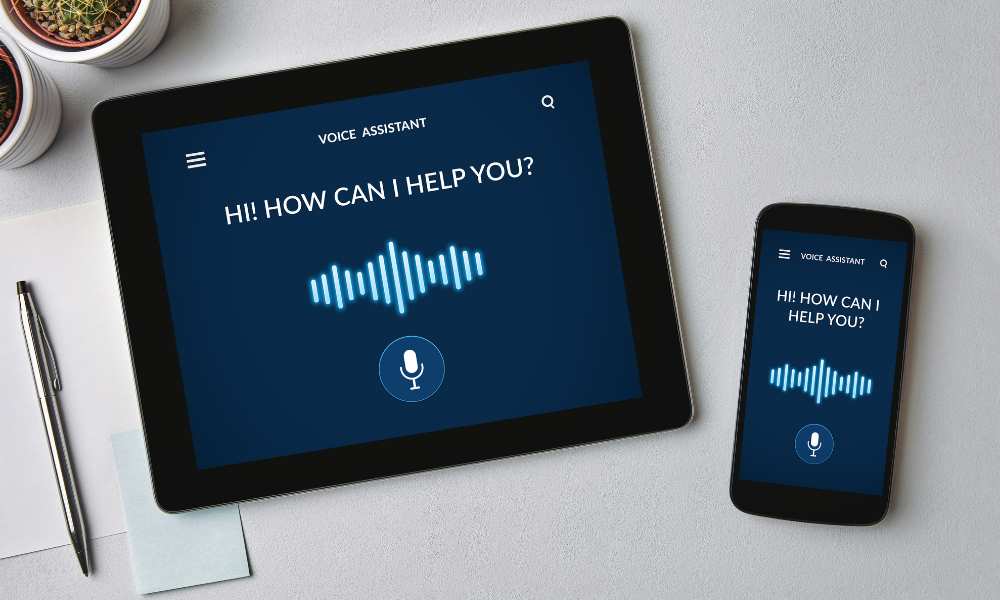 VOICE ASSISTANT
HI! HOW CAN I HELP YOU?
VOICE ASSISTANT
HI! HOW CAN I
HELP YOU?